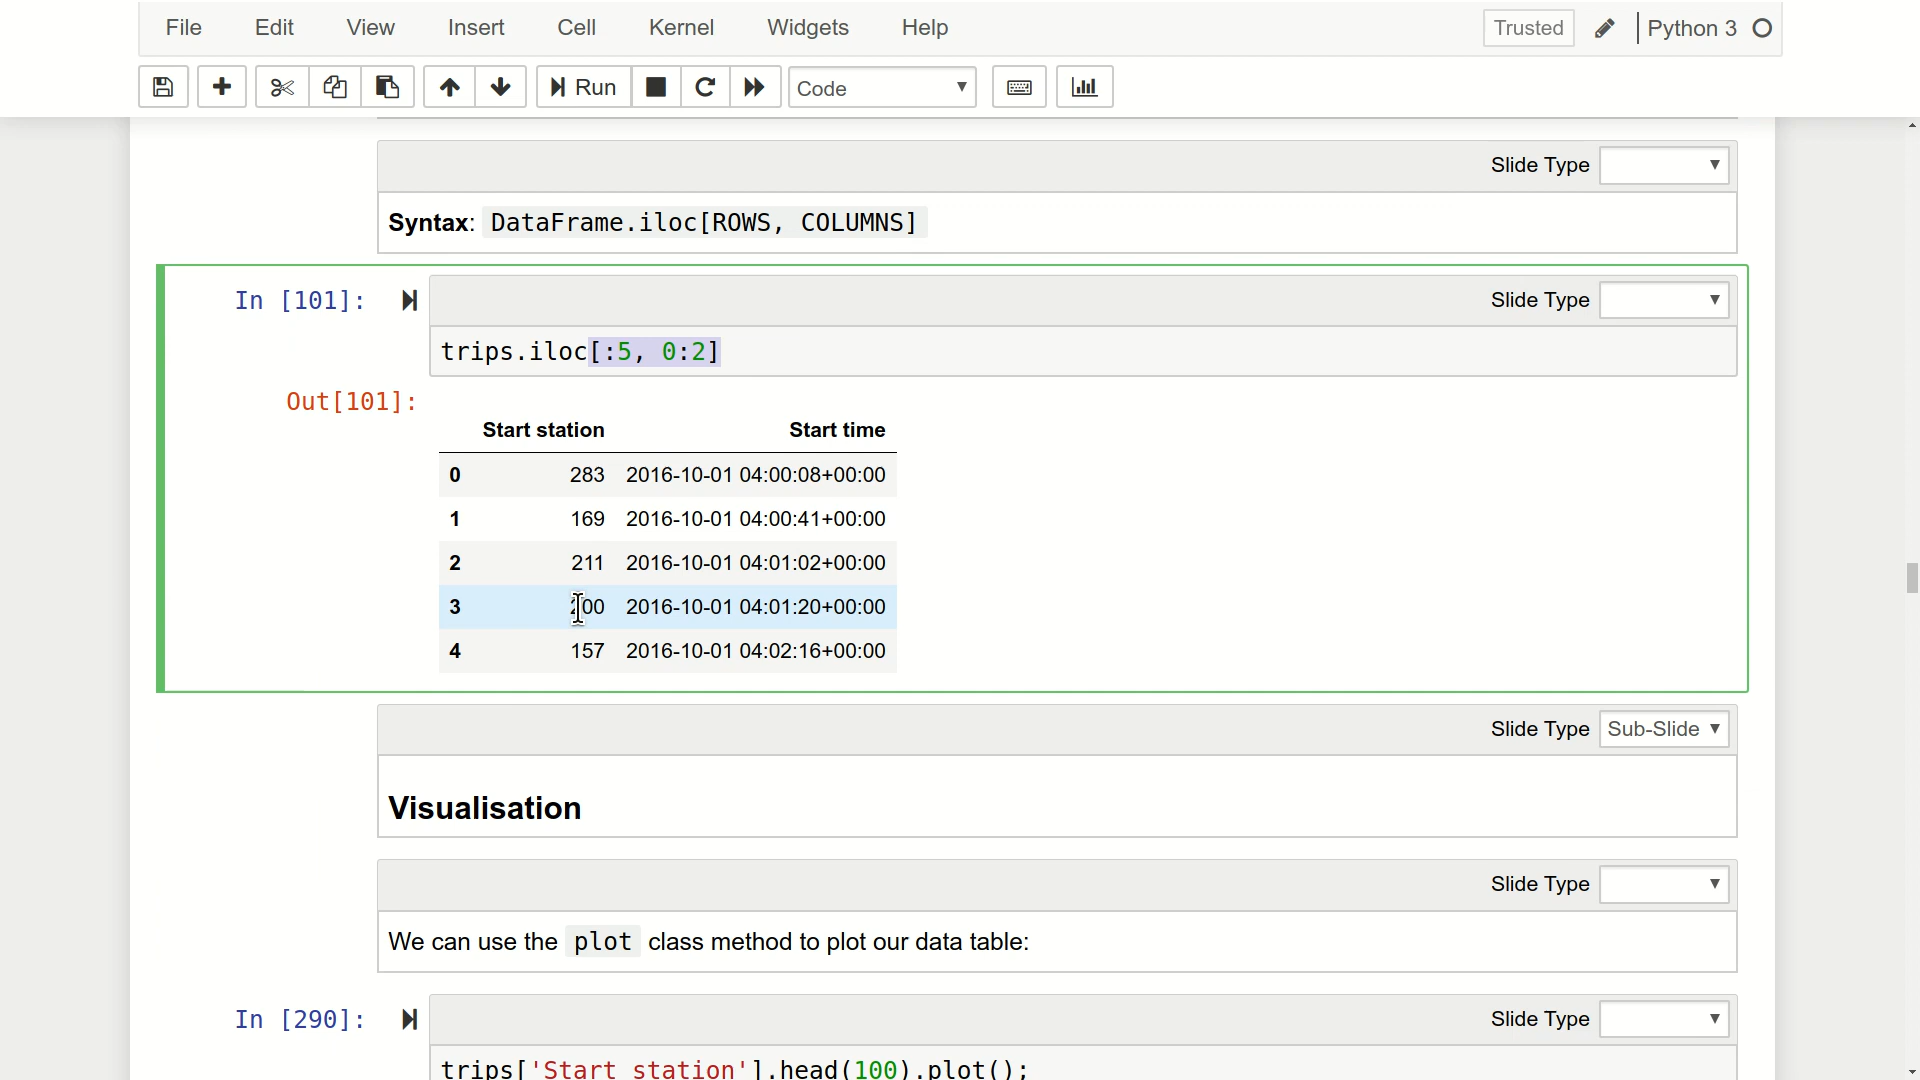 File Edit View Insert Cell Kernel Widgets Help Trusted Python 3
Run Code
Slide Type
Syntax: DataFrame.iloc[ROWS, COLUMNS]
In [101]: Slide Type
trips.iloc[:5, 0:2]
Out[101]:
Start station Start time
0 283 2016-10-01 04:00:08+00:00
1 169 2016-10-01 04:00:41+00:00
2 211 2016-10-01 04:01:02+00:00
3 200 2016-10-01 04:01:20+00:00
4 157 2016-10-01 04:02:16+00:00
Slide Type Sub-Slide
Visualisation
Slide Type
We can use the plot class method to plot our data table:
In [290]: Slide Type
trips['Start station'].head(100).plot();